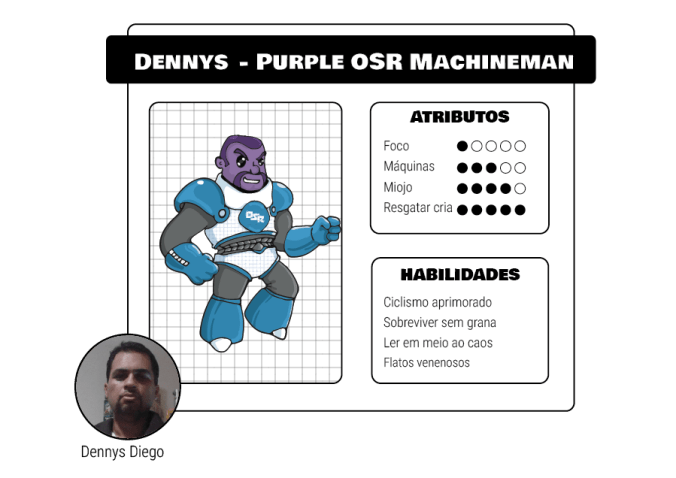 Dennys - Purple OSR Machineman
OSR
ATRIBUTOS
Foco
Máquinas
Miojo
Resgatar cria
HABILIDADES
Ciclismo aprimorado
Sobreviver sem grana
Ler em meio ao caos
Flatos venenosos
Dennys Diego